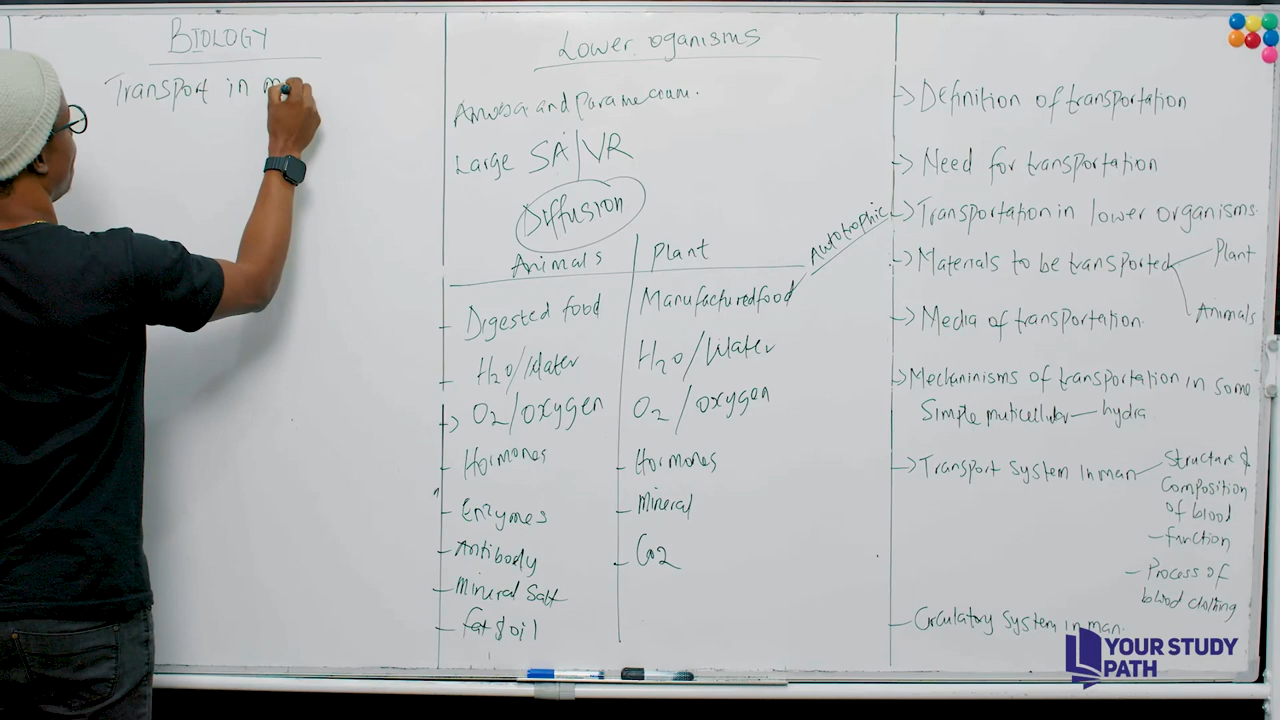 BIOLOGY
Transport in m
Lower oganisms
Amoeba and Paramecium.
Large SA/VR
Diffusion
Animals
Plant
Digested food
Manufactured food
Autotrophic
H2O/Water
H2O/Water
O2/oxygen
O2/oxygen
Hormones
Hormones
Enzymes
Mineral
Antibody
Co2
Mineral Salt
Fat & oil
-> Definition of transportation
-> Need for transportation
-> Transportation in lower organisms.
-> Materials to be transported
Plant
Animals
-> Media of transportation.
-> Mechaninisms of transportation in some
Simple muticellular — hydra
-> Transport system in man
Structure &
Composition
of blood
- function
- Process of
blood clotting
- Circulatory system in man.
YOUR STUDY
PATH